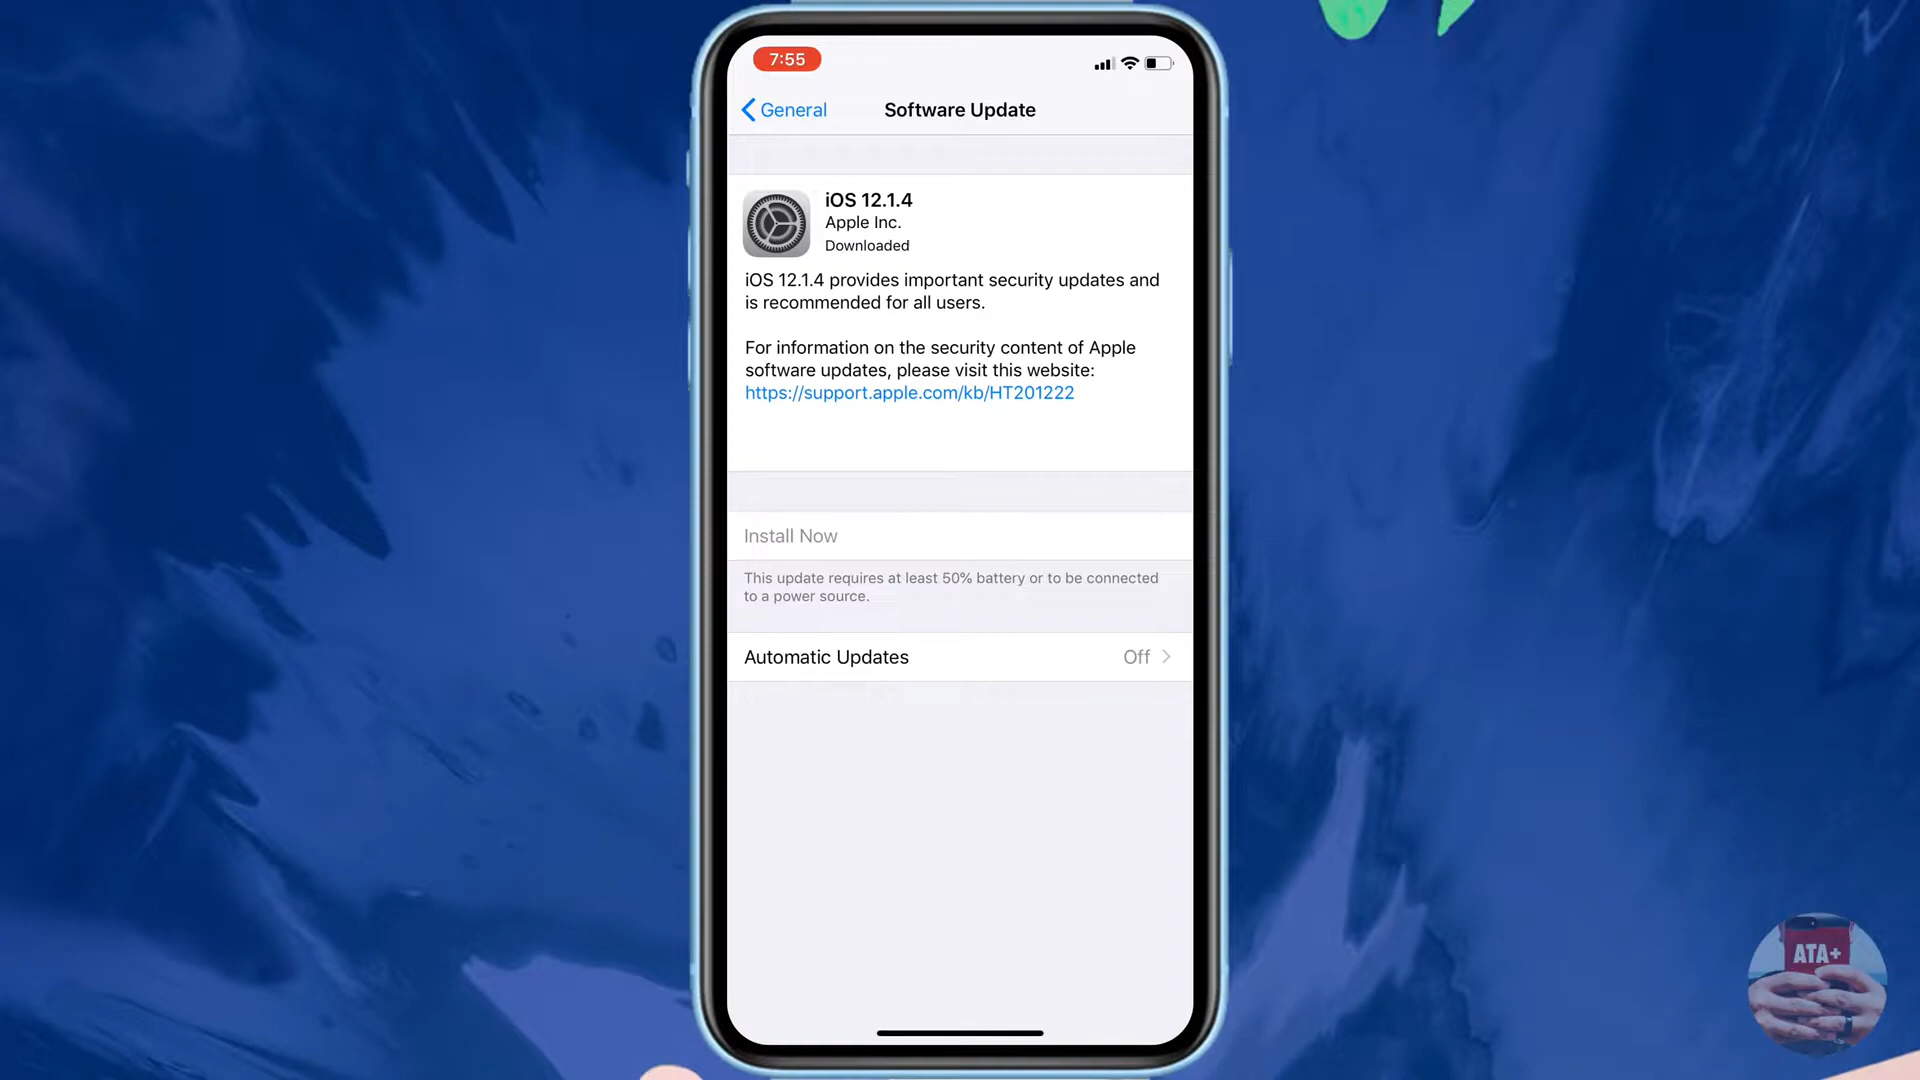 7:55
General
Software Update
iOS 12.1.4
Apple Inc.
Downloaded
iOS 12.1.4 provides important security updates and
is recommended for all users.
For information on the security content of Apple
software updates, please visit this website:
https://support.apple.com/kb/HT201222
Install Now
This update requires at least 50% battery or to be connected
to a power source.
Automatic Updates Off
ATA+